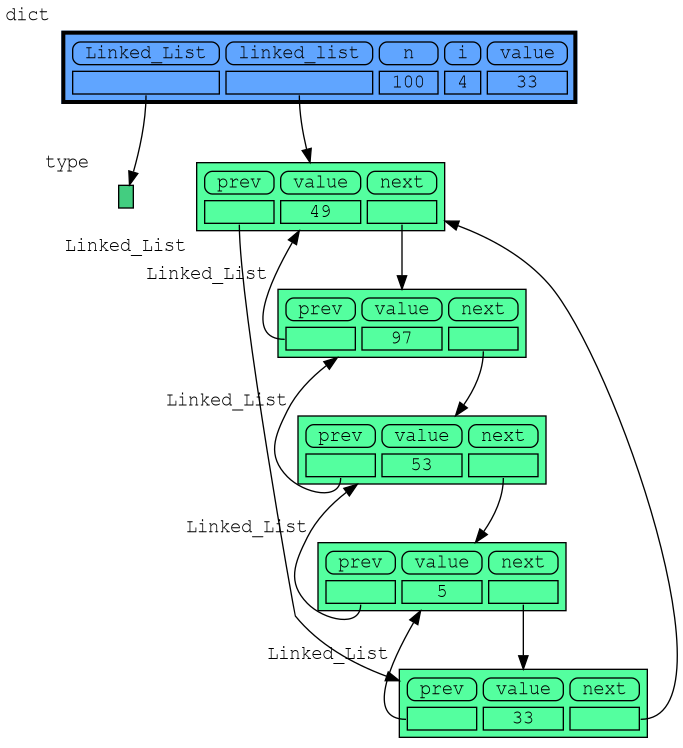 dict
Linked_List linked_list n i value
100 4 33
type
prev value next
49
Linked_List
Linked_List
prev value next
97
Linked_List
prev value next
53
Linked_List
prev value next
5
Linked_List
prev value next
33